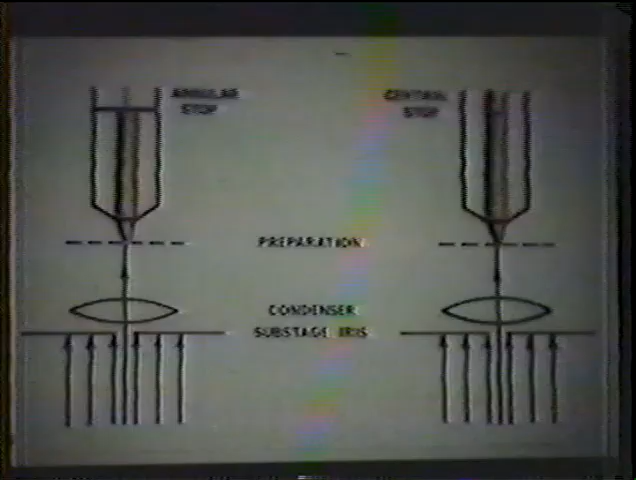 ANNULAR
STOP
CENTRAL
STOP
PREPARATION
CONDENSER
SUBSTAGE IRIS